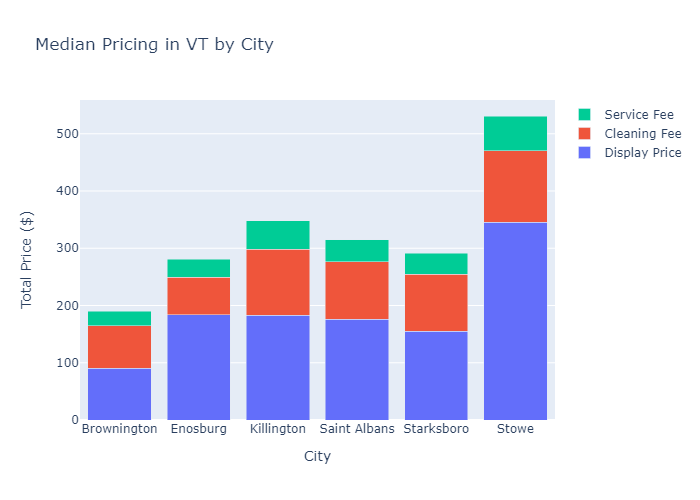 Median Pricing in VT by City
Service Fee
Cleaning Fee
Display Price
Total Price ($)
500
400
300
200
100
0
Brownington Enosburg Killington Saint Albans Starksboro Stowe
City